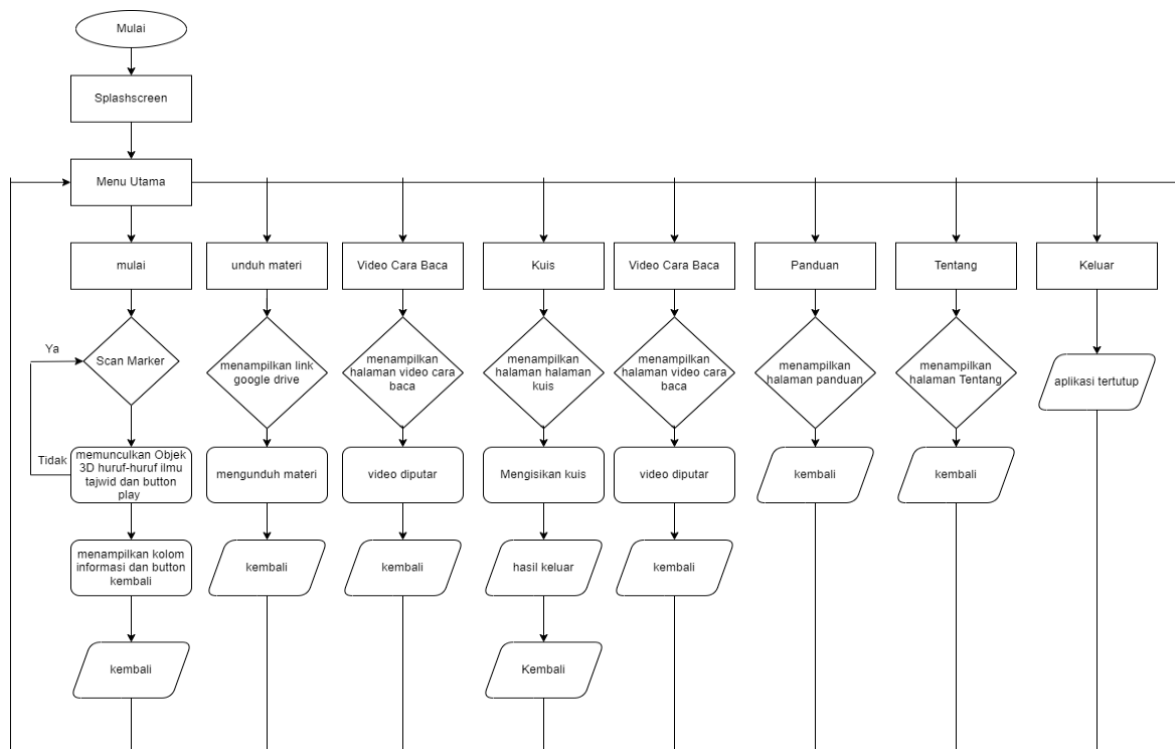 Mulai
Splashscreen
Menu Utama
mulai
unduh materi
Video Cara Baca
Kuis
Video Cara Baca
Panduan
Tentang
Keluar
Ya
Scan Marker
menampilkan link
google drive
menampilkan
halaman video cara
baca
menampilkan
halaman halaman
kuis
menampilkan
halaman video cara
baca
menampilkan
halaman panduan
menampilkan
halaman Tentang
aplikasi tertutup
Tidak
memunculkan Objek
3D huruf-huruf ilmu
tajwid dan button
play
mengunduh materi
video diputar
Mengisikan kuis
video diputar
kembali
kembali
menampilkan kolom
informasi dan button
kembali
kembali
kembali
hasil keluar
kembali
kembali
Kembali